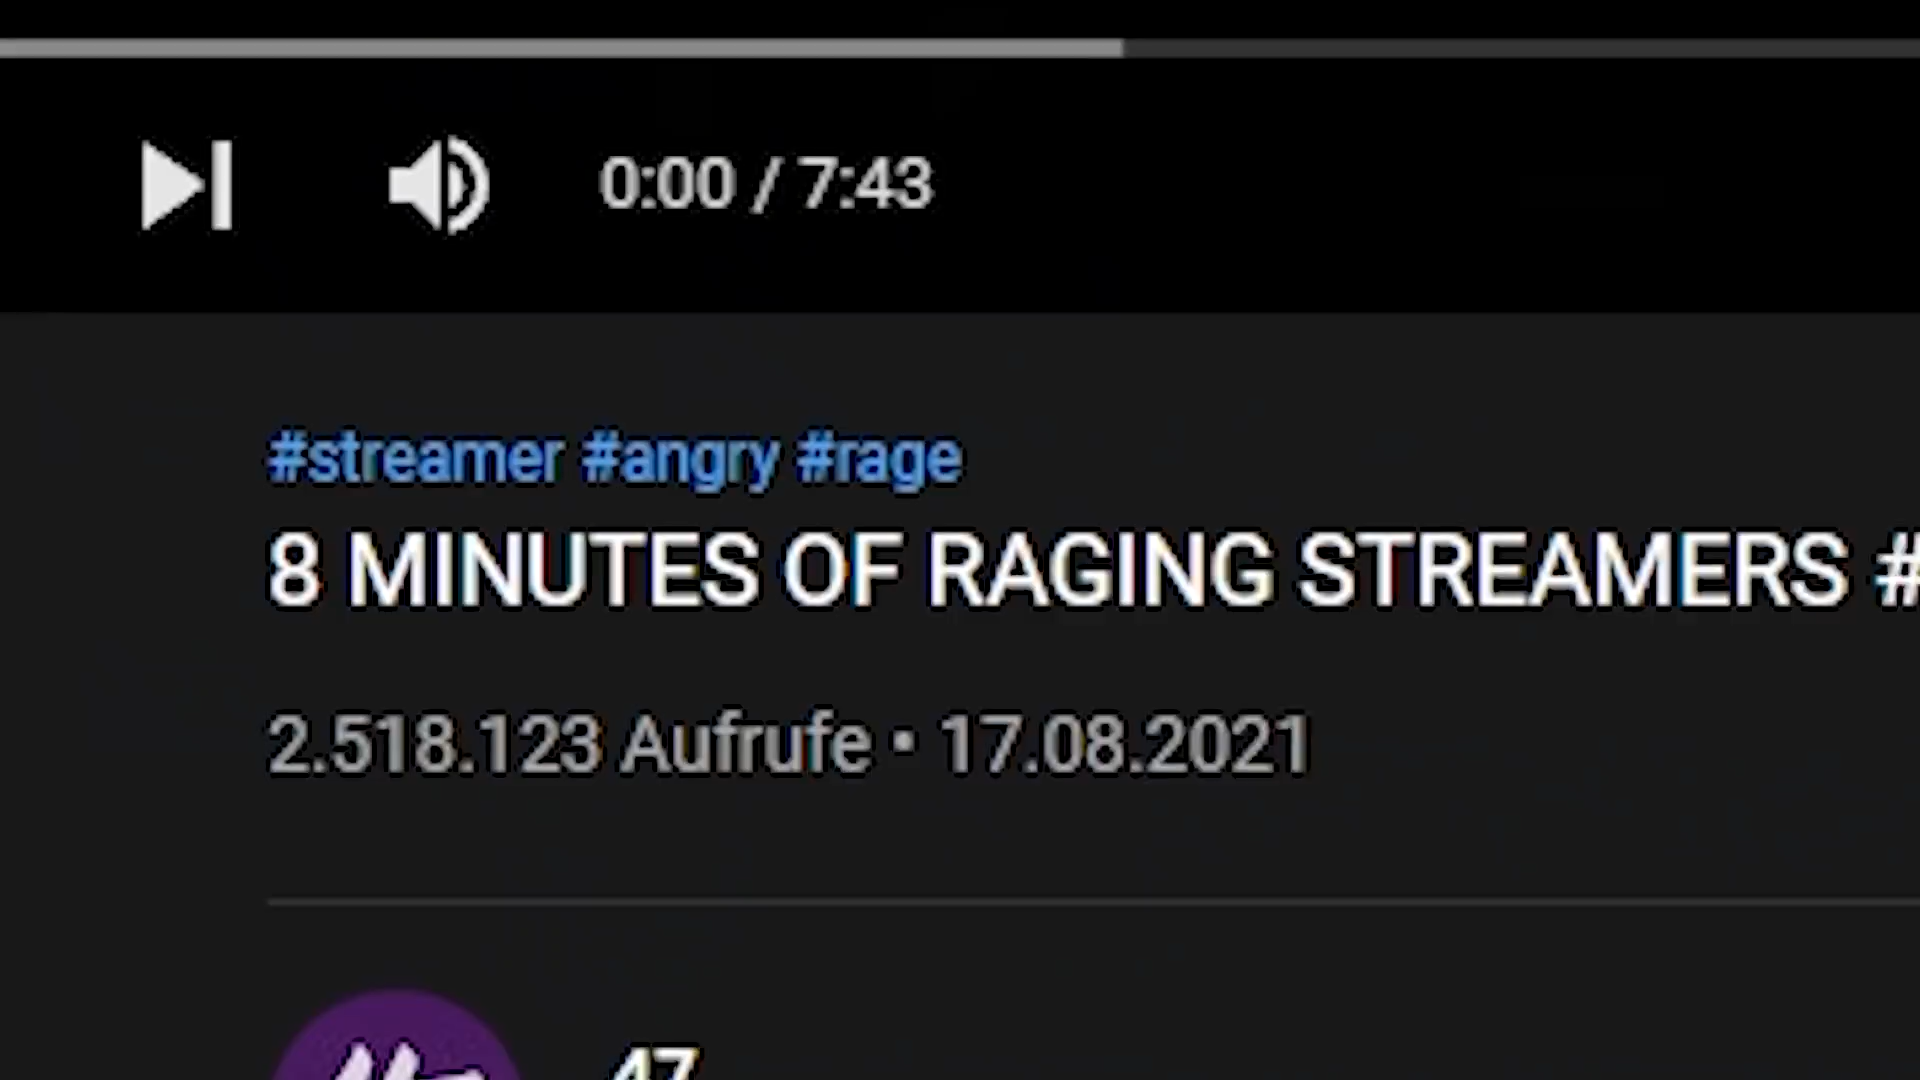 0:00 / 7:43
#streamer #angry #rage
8 MINUTES OF RAGING STREAMERS #
2.518.123 Aufrufe • 17.08.2021
47